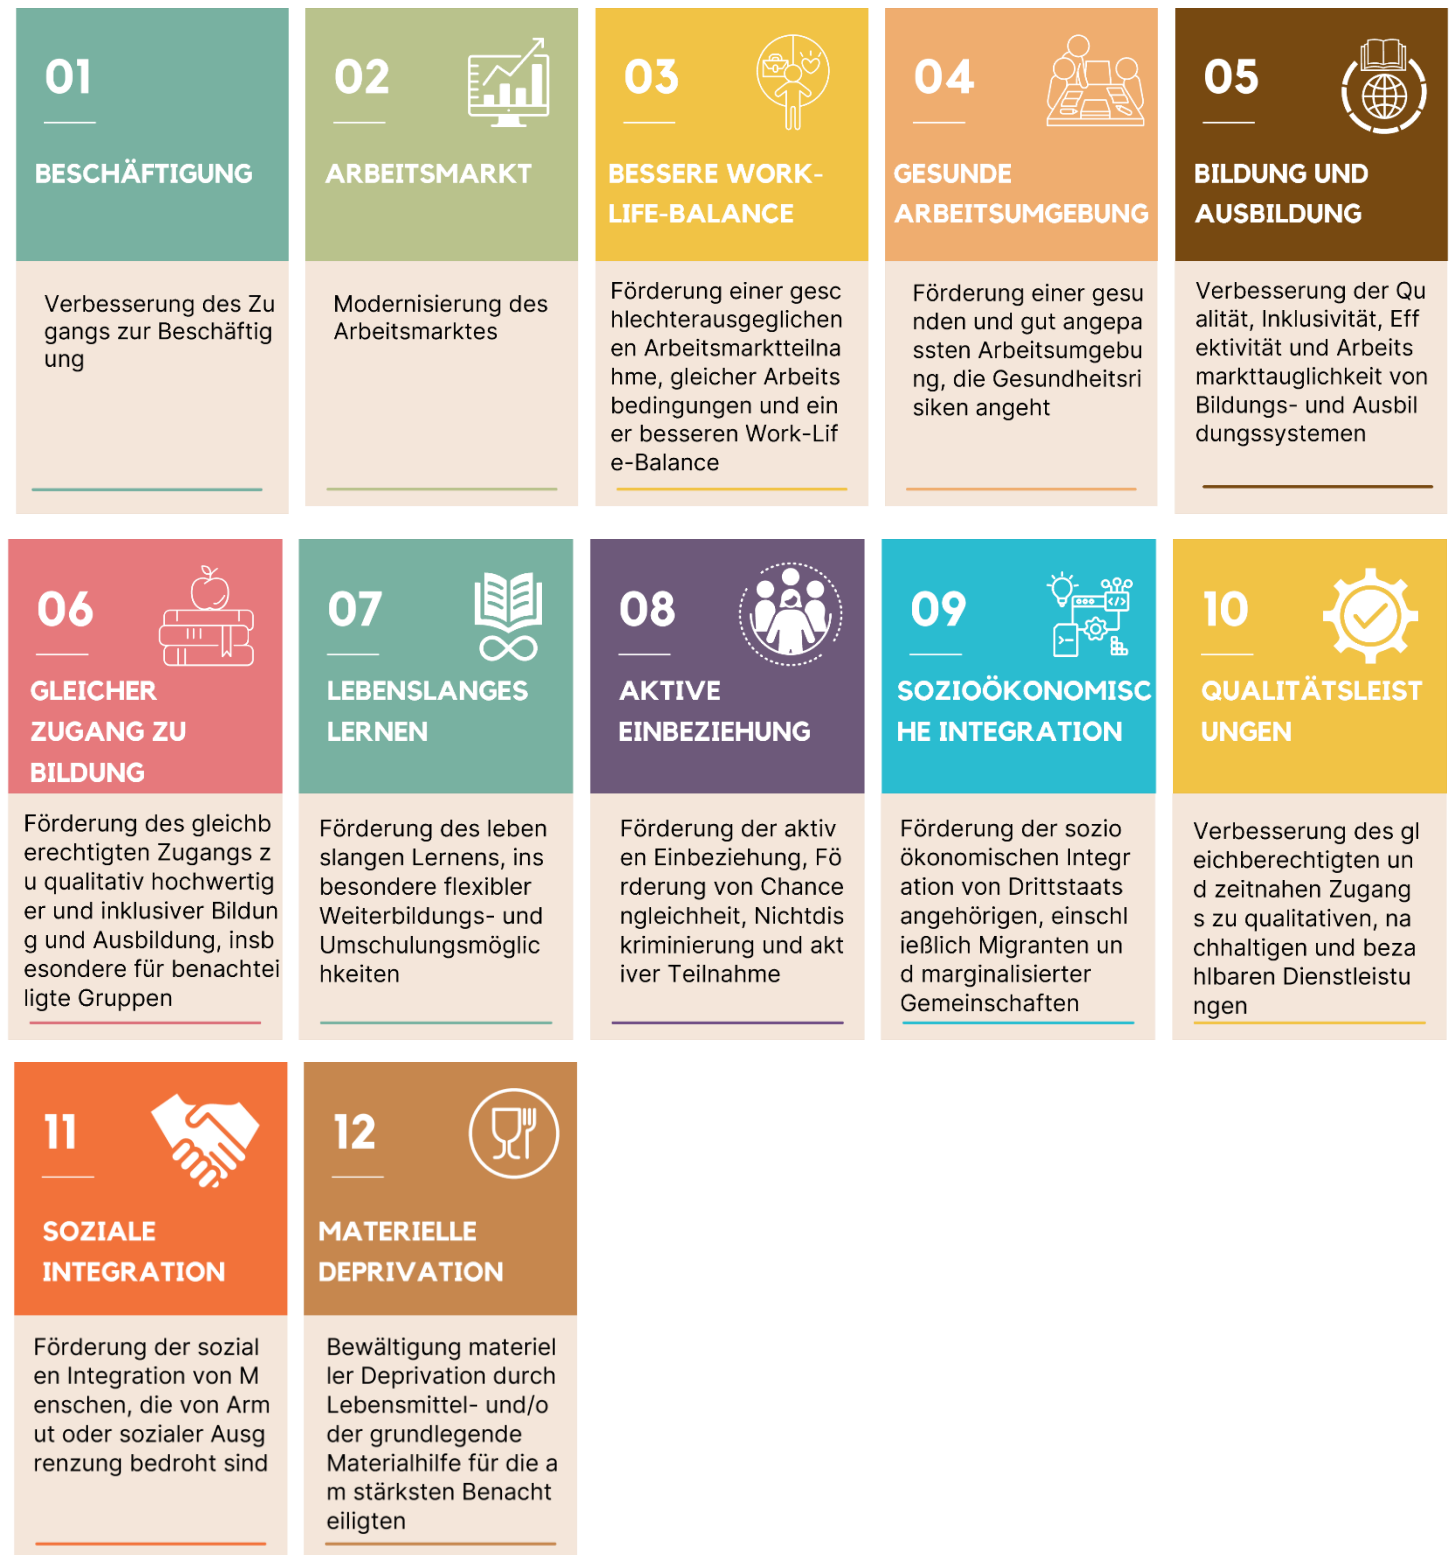 01
BESCHÄFTIGUNG
Verbesserung des Zu
gangs zur Beschäftig
ung
02
ARBEITSMARKT
Modernisierung des
Arbeitsmarktes
03
BESSERE WORK-
LIFE-BALANCE
Förderung einer gesc
hlechterausgeglichen
en Arbeitsmarktteilna
hme, gleicher Arbeits
bedingungen und ein
er besseren Work-Lif
e-Balance
04
GESUNDE
ARBEITSUMGEBUNG
Förderung einer gesu
nden und gut angepa
ssten Arbeitsumgebu
ng, die Gesundheitsri
siken angeht
05
BILDUNG UND
AUSBILDUNG
Verbesserung der Qu
alität, Inklusivität, Eff
ektivität und Arbeits
markttauglichkeit von
Bildungs- und Ausbil
dungssystemen
06
GLEICHER
ZUGANG ZU
BILDUNG
Förderung des gleichb
erechtigten Zugangs z
u qualitativ hochwertig
er und inklusiver Bildun
g und Ausbildung, insb
esondere für benachtei
ligte Gruppen
07
LEBENSLANGES
LERNEN
Förderung des leben
slangen Lernens, ins
besondere flexibler
Weiterbildungs- und
Umschulungsmöglic
hkeiten
08
AKTIVE
EINBEZIEHUNG
Förderung der aktiv
en Einbeziehung, Fö
rderung von Chance
ngleichheit, Nichtdis
kriminierung und akt
iver Teilnahme
09
SOZIOÖKONOMISC
HE INTEGRATION
Förderung der sozio
ökonomischen Integr
ation von Drittstaats
angehörigen, einschl
ießlich Migranten un
d marginalisierter
Gemeinschaften
10
QUALITÄTSLEIST
UNGEN
Verbesserung des gl
eichberechtigten un
d zeitnahen Zugang
s zu qualitativen, na
chhaltigen und beza
hlbaren Dienstleistu
ngen
11
SOZIALE
INTEGRATION
Förderung der sozial
en Integration von M
enschen, die von Arm
ut oder sozialer Ausg
renzung bedroht sind
12
MATERIELLE
DEPRIVATION
Bewältigung materiel
ler Deprivation durch
Lebensmittel- und/o
der grundlegende
Materialhilfe für die a
m stärksten Benacht
eiligten